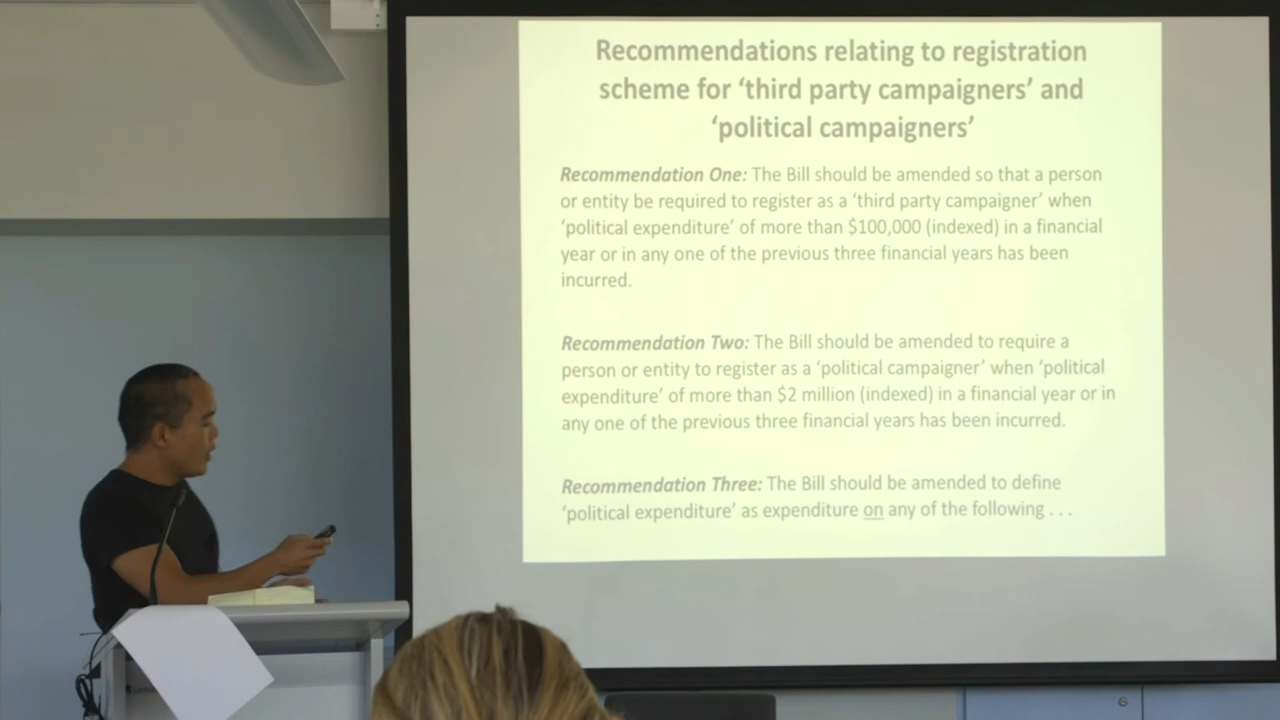 Recommendations relating to registration
scheme for ‘third party campaigners’ and
‘political campaigners’
Recommendation One: The Bill should be amended so that a person
or entity be required to register as a ‘third party campaigner’ when
‘political expenditure’ of more than $100,000 (indexed) in a financial
year or in any one of the previous three financial years has been
incurred.
Recommendation Two: The Bill should be amended to require a
person or entity to register as a ‘political campaigner’ when ‘political
expenditure’ of more than $2 million (indexed) in a financial year or in
any one of the previous three financial years has been incurred.
Recommendation Three: The Bill should be amended to define
‘political expenditure’ as expenditure on any of the following . . .